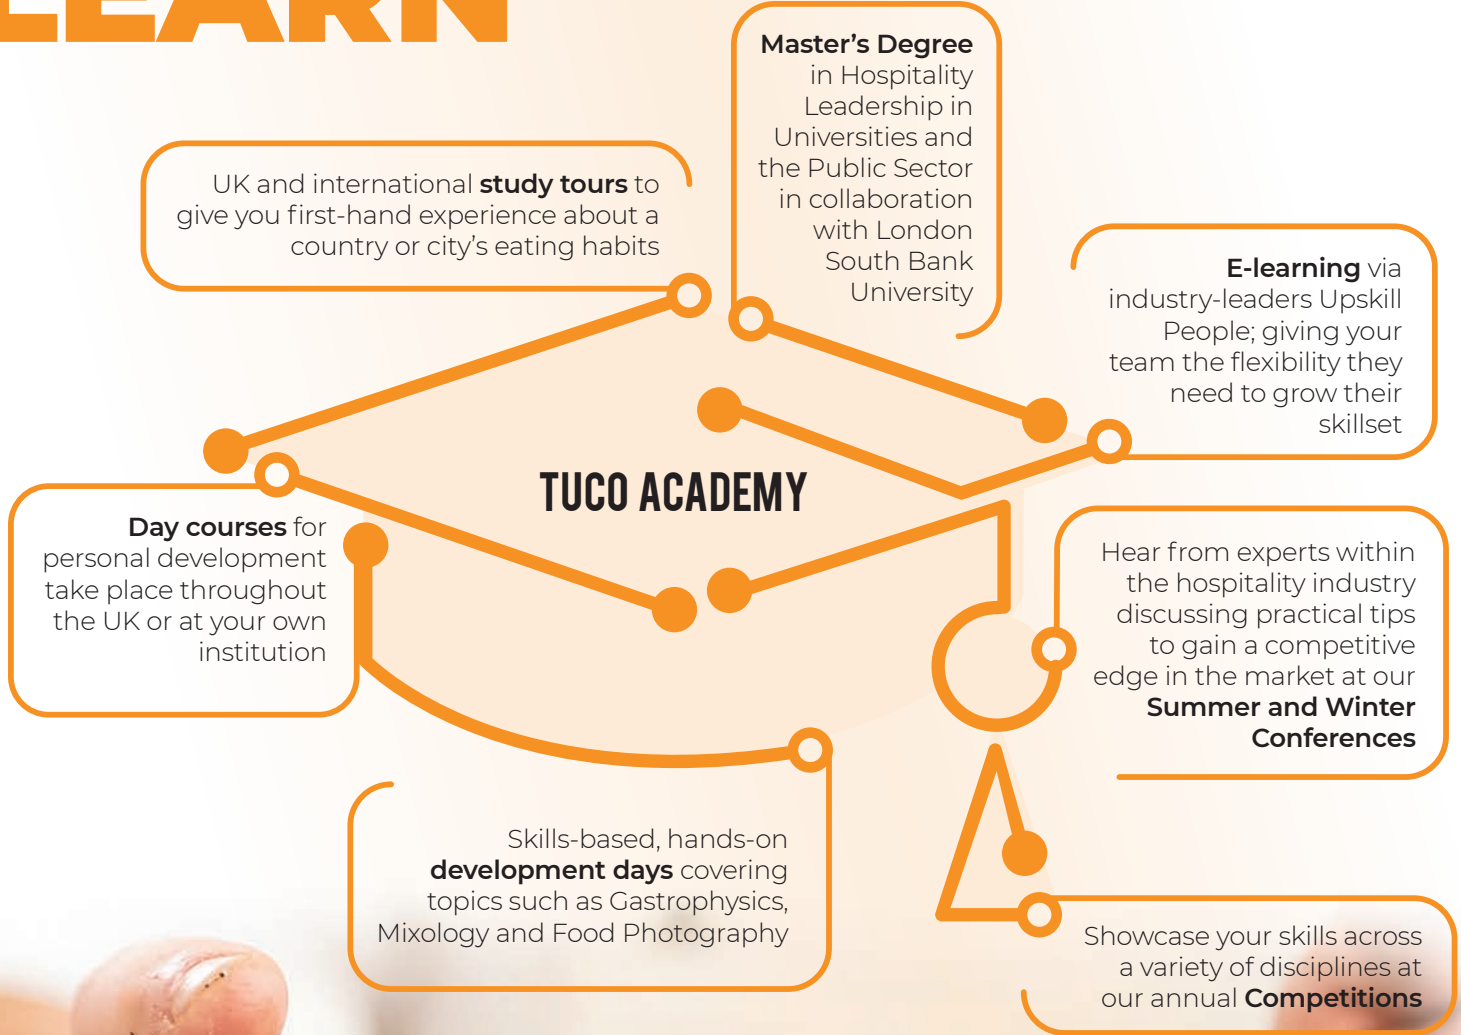 LEARN
Master’s Degree
in Hospitality
Leadership in
Universities and
the Public Sector
in collaboration
with London
South Bank
University
UK and international study tours to
give you first-hand experience about a
country or city’s eating habits
E-learning via
industry-leaders Upskill
People; giving your
team the flexibility they
need to grow their
skillset
TUCO ACADEMY
Day courses for
personal development
take place throughout
the UK or at your own
institution
Hear from experts within
the hospitality industry
discussing practical tips
to gain a competitive
edge in the market at our
Summer and Winter
Conferences
Skills-based, hands-on
development days covering
topics such as Gastrophysics,
Mixology and Food Photography
Showcase your skills across
a variety of disciplines at
our annual Competitions